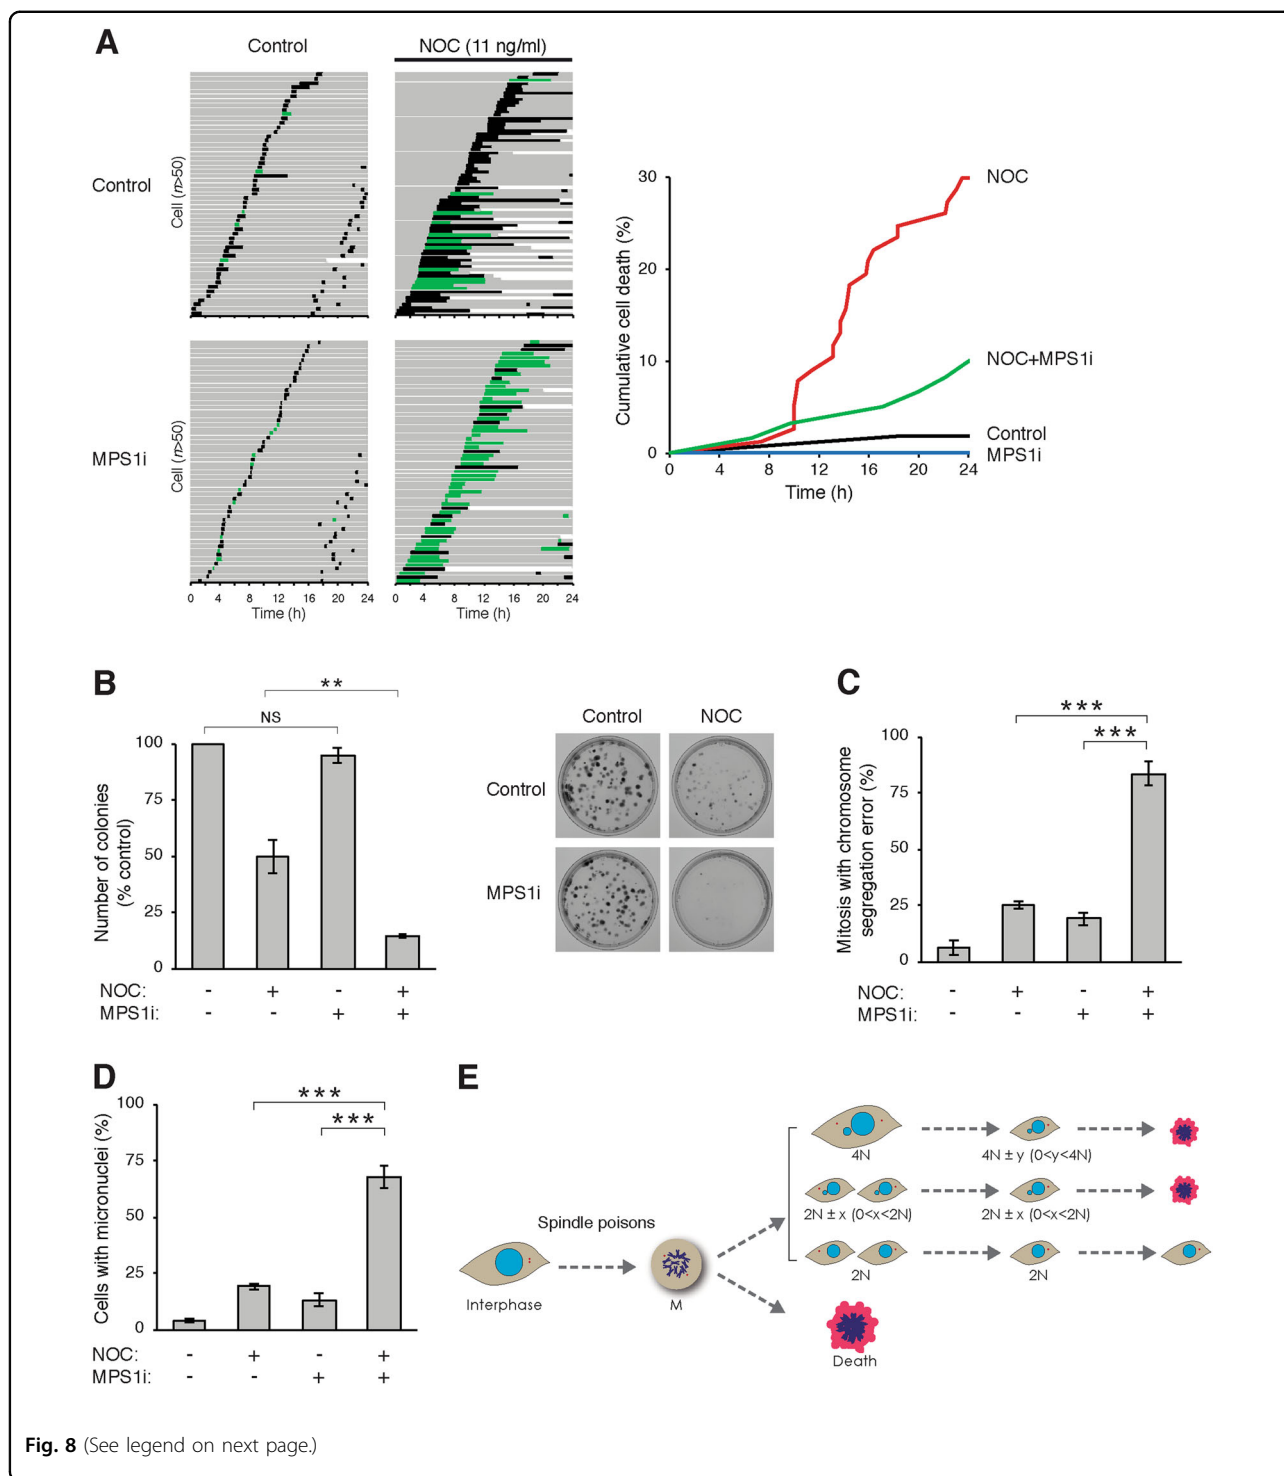 A
Control
NOC (11 ng/ml)
Control
Cell (n>50)
MPS1i
Cell (n>50)
0 4 8 12 16 20 24
Time (h)
0 4 8 12 16 20 24
Time (h)
Cumulative cell death (%)
30
20
10
0
0 4 8 12 16 20 24
Time (h)
NOC
NOC+MPS1i
Control
MPS1i
B
**
NS
Number of colonies
(% control)
100
75
50
25
0
NOC: - + - +
MPS1i: - - + +
Control NOC
Control
MPS1i
C
***
***
Mitosis with chromosome
segregation error (%)
100
75
50
25
0
NOC: - + - +
MPS1i: - - + +
D
***
***
Cells with micronuclei (%)
100
75
50
25
0
NOC: - + - +
MPS1i: - - + +
E
Interphase
Spindle poisons
M
4N
4N ± y (0<y<4N)
2N ± x (0<x<2N)
2N ± x (0<x<2N)
2N
2N
Death
Fig. 8 (See legend on next page.)